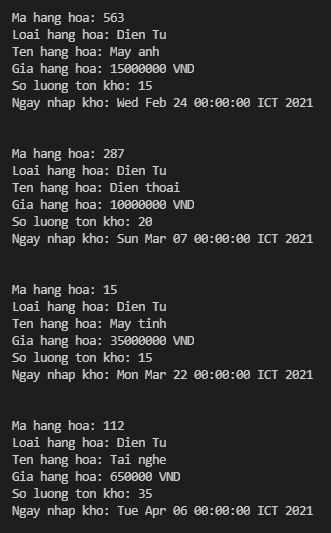 Ma hang hoa: 563
Loai hang hoa: Dien Tu
Ten hang hoa: May anh
Gia hang hoa: 15000000 VND
So luong ton kho: 15
Ngay nhap kho: Wed Feb 24 00:00:00 ICT 2021
Ma hang hoa: 287
Loai hang hoa: Dien Tu
Ten hang hoa: Dien thoai
Gia hang hoa: 10000000 VND
So luong ton kho: 20
Ngay nhap kho: Sun Mar 07 00:00:00 ICT 2021
Ma hang hoa: 15
Loai hang hoa: Dien Tu
Ten hang hoa: May tinh
Gia hang hoa: 35000000 VND
So luong ton kho: 15
Ngay nhap kho: Mon Mar 22 00:00:00 ICT 2021
Ma hang hoa: 112
Loai hang hoa: Dien Tu
Ten hang hoa: Tai nghe
Gia hang hoa: 650000 VND
So luong ton kho: 35
Ngay nhap kho: Tue Apr 06 00:00:00 ICT 2021